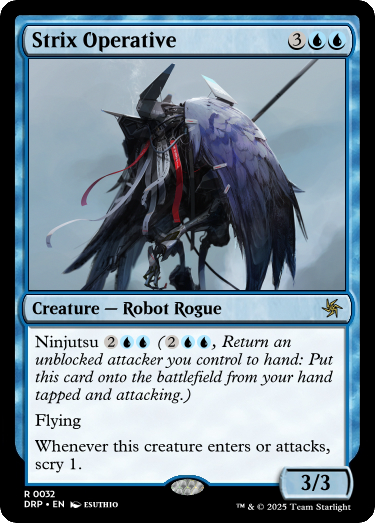 Strix Operative 3
Creature — Robot Rogue
Ninjutsu 2 (2, Return an
unblocked attacker you control to hand: Put
this card onto the battlefield from your hand
tapped and attacking.)
Flying
Whenever this creature enters or attacks,
scry 1.
3/3
R 0032
DRP • EN ESUTHIO
™ & © 2025 Team Starlight